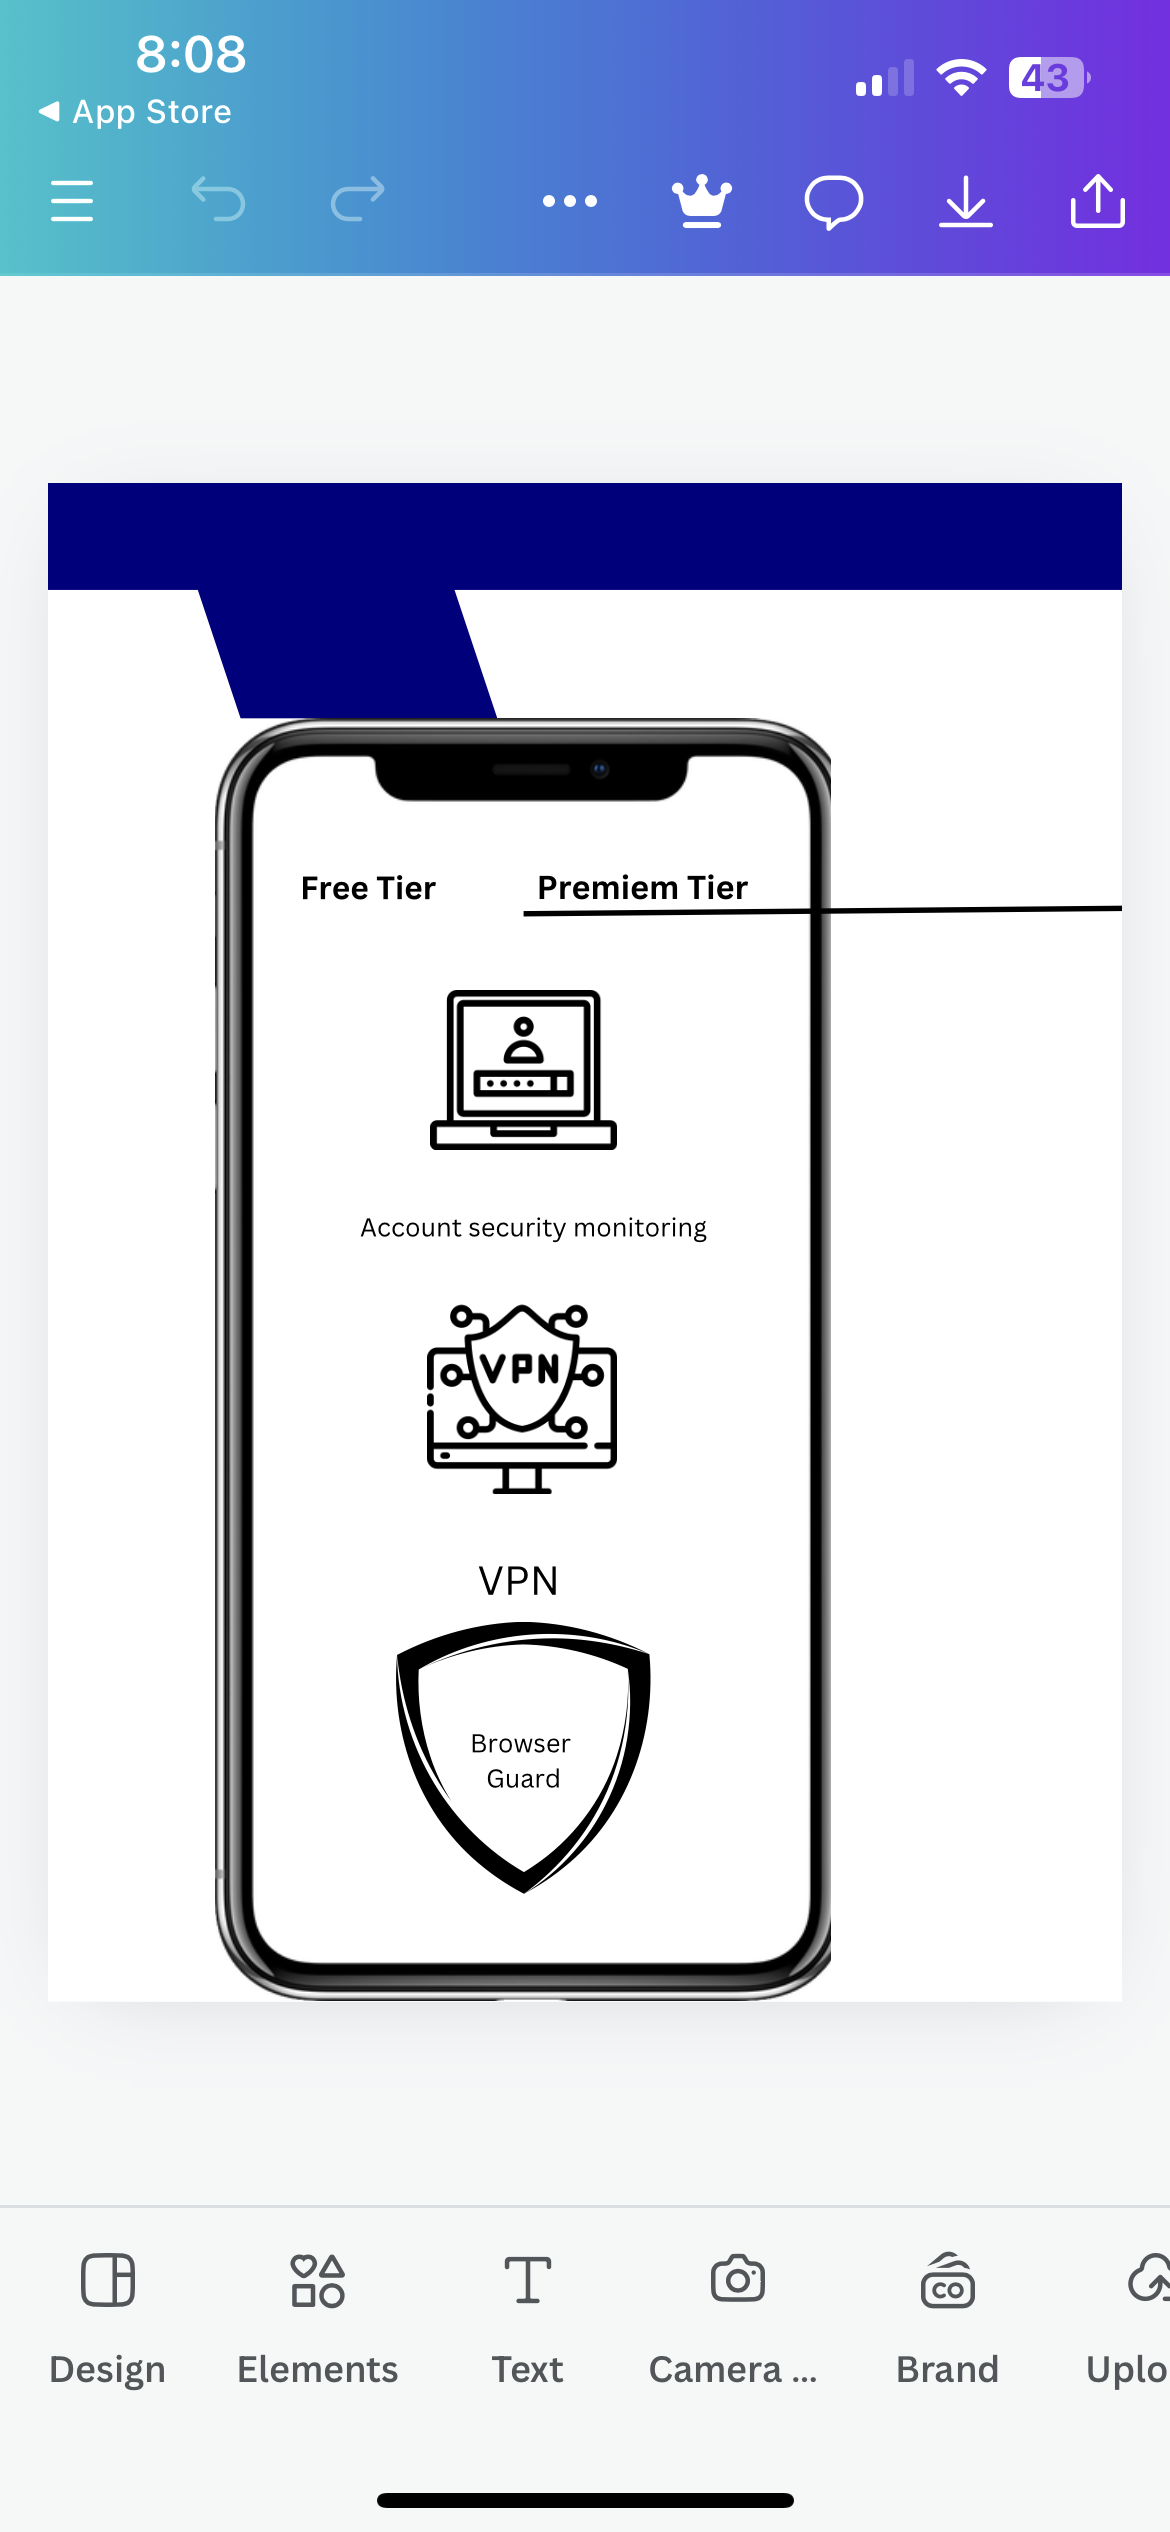 8:08
43
App Store
Free Tier
Premiem Tier
Account security monitoring
VPN
VPN
Browser
Guard
CO
Design
Elements
Text
Camera ...
Brand
Uplo